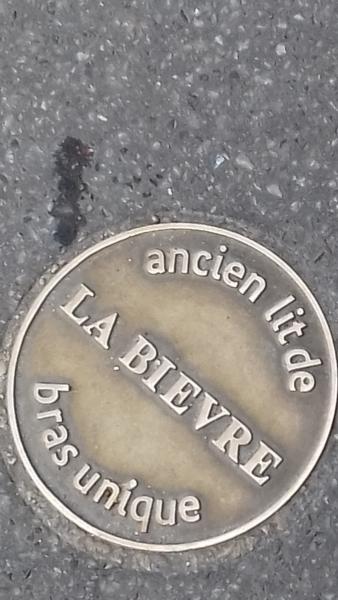 ancien lit de
LA BIEVRE
bras unique